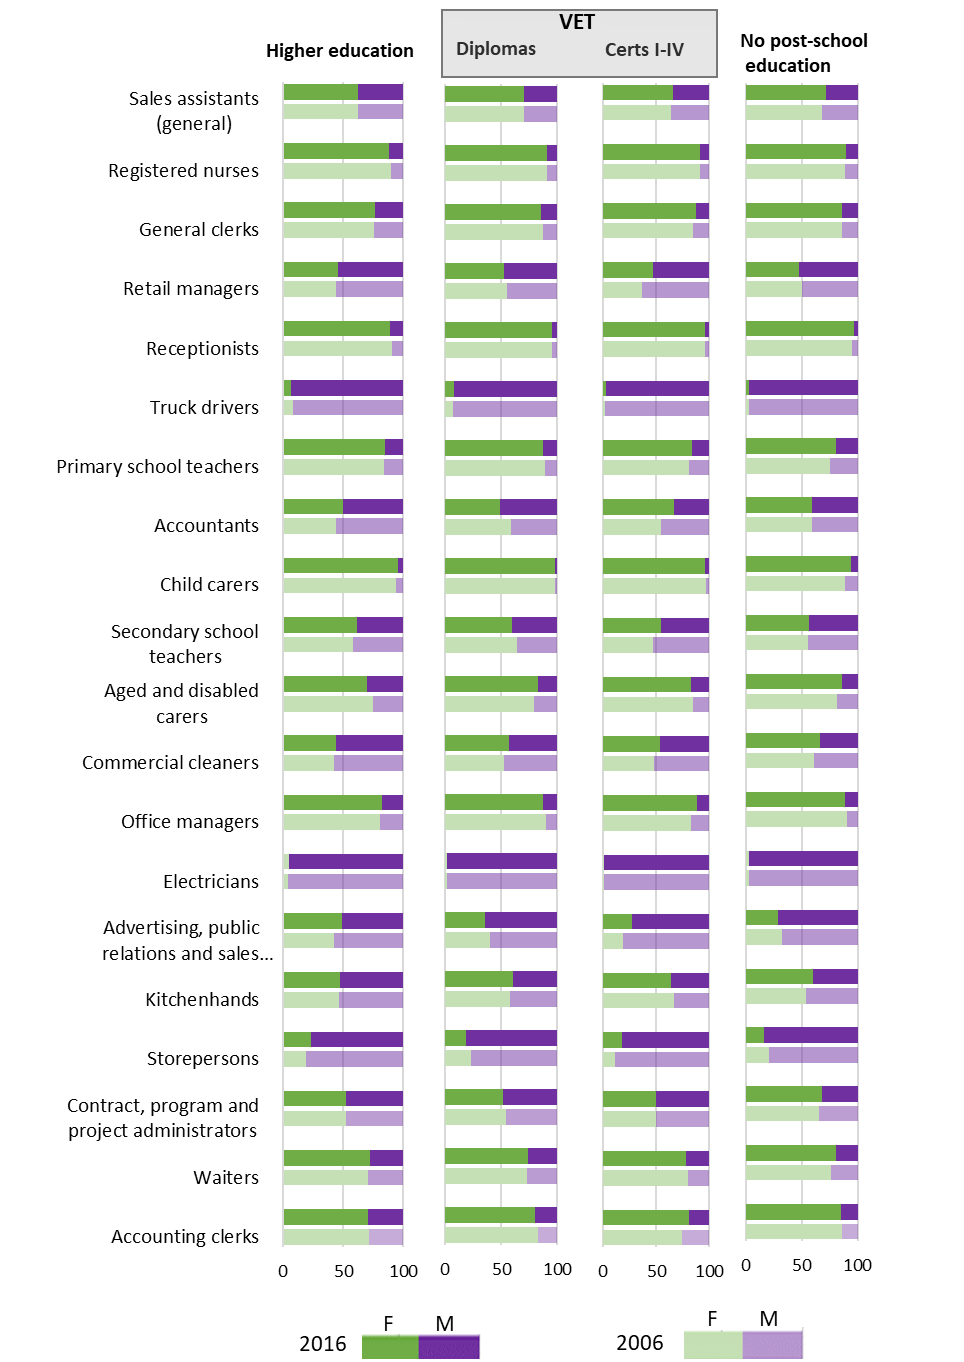 VET
Higher education
Diplomas
Certs I-IV
No post-school
education
Sales assistants
(general)
Registered nurses
General clerks
Retail managers
Receptionists
Truck drivers
Primary school teachers
Accountants
Child carers
Secondary school
teachers
Aged and disabled
carers
Commercial cleaners
Office managers
Electricians
Advertising, public
relations and sales...
Kitchenhands
Storepersons
Contract, program and
project administrators
Waiters
Accounting clerks
0 50 100
0 50 100
0 50 100
0 50 100
F M
2016
F M
2006